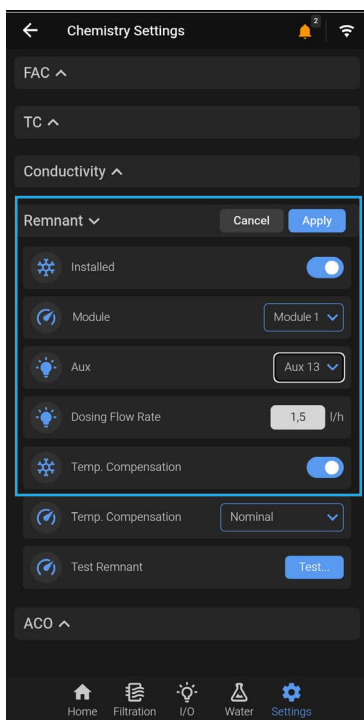 Chemistry Settings
2
FAC
TC
Conductivity
Remnant Cancel Apply
Installed
Module Module 1
Aux Aux 13
Dosing Flow Rate 1,5 l/h
Temp. Compensation
Temp. Compensation Nominal
Test Remnant Test...
ACO
Home Filtration I/O Water Settings